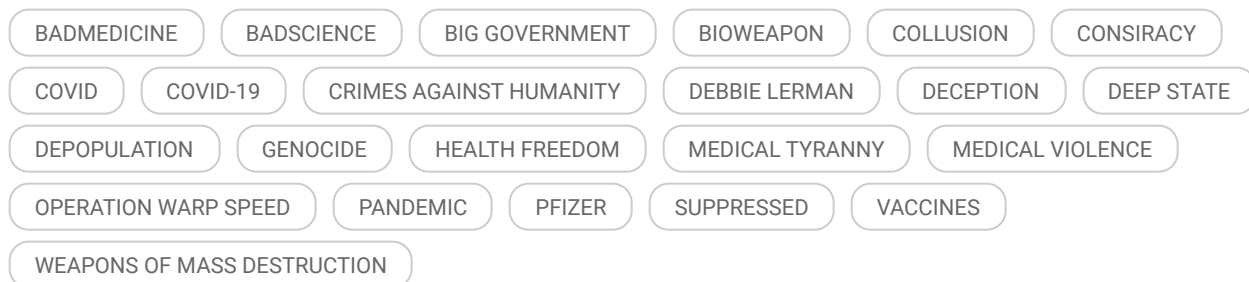 BADMEDICINE BADSCIENCE BIG GOVERNMENT BIOWEAPON COLLUSION CONSIRACY
COVID COVID-19 CRIMES AGAINST HUMANITY DEBBIE LERMAN DECEPTION DEEP STATE
DEPOPULATION GENOCIDE HEALTH FREEDOM MEDICAL TYRANNY MEDICAL VIOLENCE
OPERATION WARP SPEED PANDEMIC PFIZER SUPPRESSED VACCINES
WEAPONS OF MASS DESTRUCTION